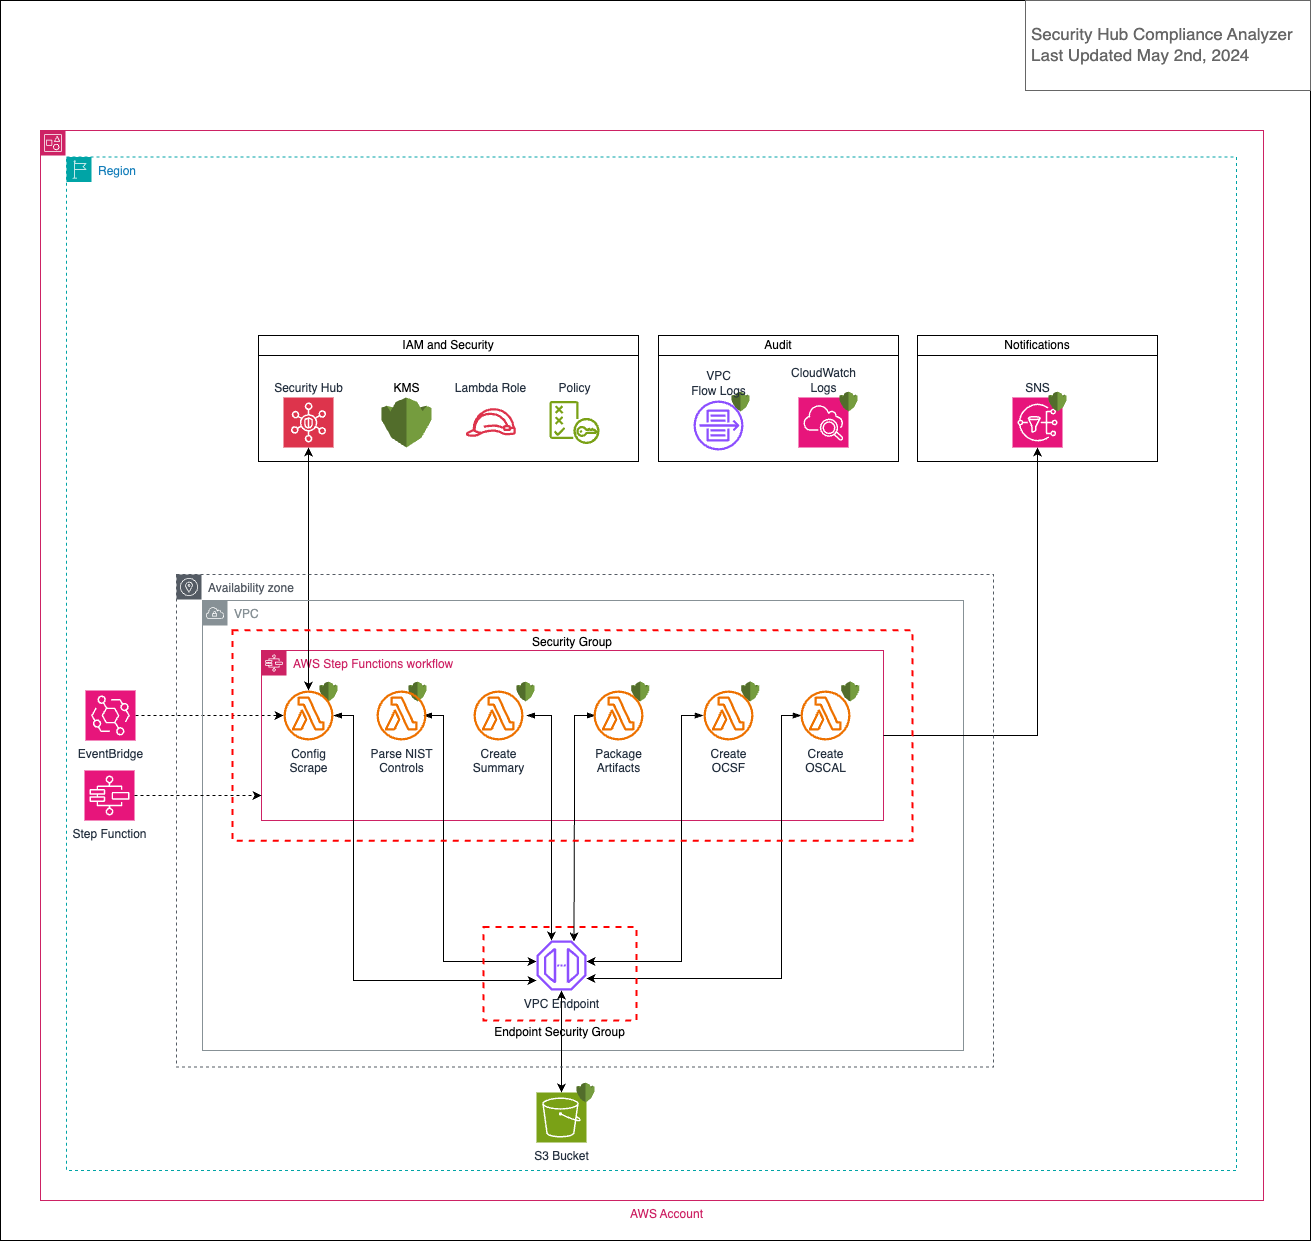 Security Hub Compliance Analyzer
Last Updated May 2nd, 2024
Region
IAM and Security
Security Hub
KMS
Lambda Role
Policy
Audit
VPC
Flow Logs
CloudWatch
Logs
Notifications
SNS
Availability zone
VPC
Security Group
AWS Step Functions workflow
EventBridge
Step Function
Config
Scrape
Parse NIST
Controls
Create
Summary
Package
Artifacts
Create
OCSF
Create
OSCAL
VPC Endpoint
Endpoint Security Group
S3 Bucket
AWS Account